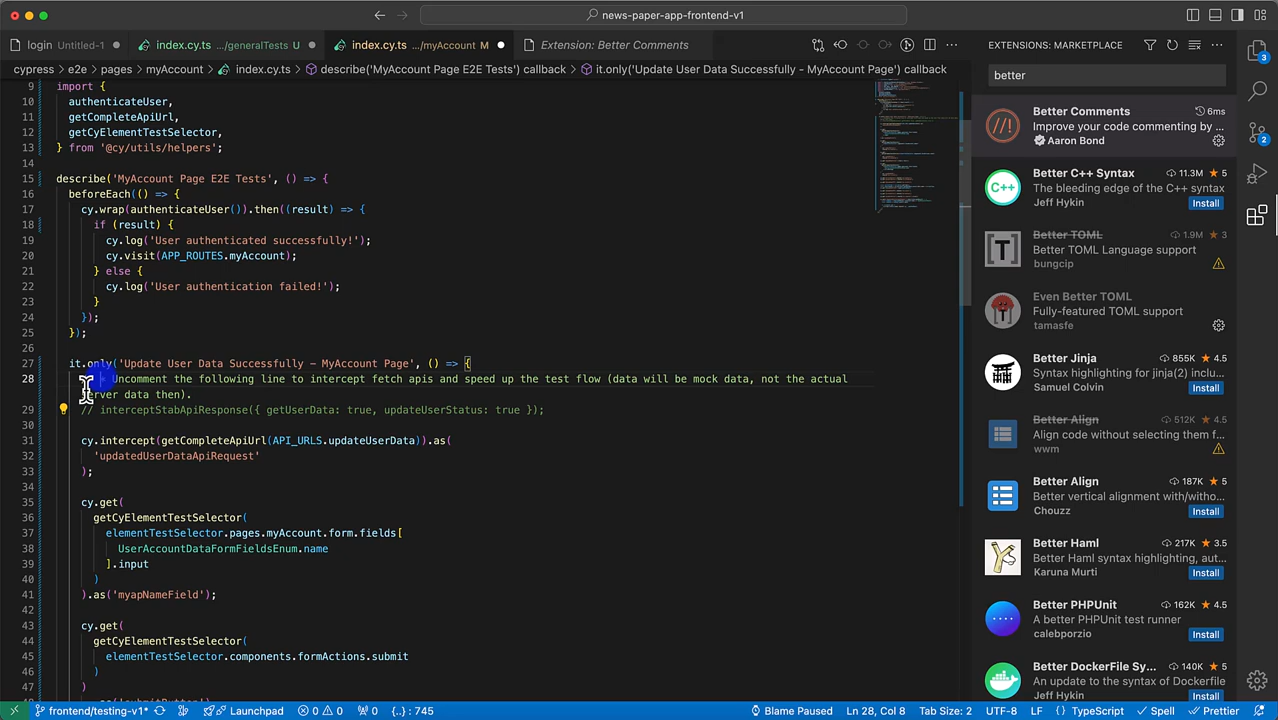 news-paper-app-frontend-v1
login Untitled-1
index.cy.ts .../generalTests U
index.cy.ts .../myAccount M
Extension: Better Comments
EXTENSIONS: MARKETPLACE
cypress > e2e > pages > myAccount > index.cy.ts > describe('MyAccount Page E2E Tests') callback > it.only('Update User Data Successfully - MyAccount Page') callback
better
9 import {
10 authenticateUser,
11 getCompleteApiUrl,
12 getCyElementTestSelector,
13 } from '@cy/utils/helpers';
14
15 describe('MyAccount Page E2E Tests', () => {
16 beforeEach(() => {
17 cy.wrap(authenticateUser()).then((result) => {
18 if (result) {
19 cy.log('User authenticated successfully!');
20 cy.visit(APP_ROUTES.myAccount);
21 } else {
22 cy.log('User authentication failed!');
23 }
24 });
25 });
26
27 it.only('Update User Data Successfully - MyAccount Page', () => {
28 Uncomment the following line to intercept fetch apis and speed up the test flow (data will be mock data, not the actual
server data then).
29 // interceptStabApiResponse({ getUserData: true, updateUserStatus: true });
30
31 cy.intercept(getCompleteApiUrl(API_URLS.updateUserData)).as(
32 'updatedUserDataApiRequest'
33 );
34
35 cy.get(
36 getCyElementTestSelector(
37 elementTestSelector.pages.myAccount.form.fields[
38 UserAccountDataFormFieldsEnum.name
39 ].input
40 )
41 ).as('myapNameField');
42
43 cy.get(
44 getCyElementTestSelector(
45 elementTestSelector.components.formActions.submit
46 )
47 )
Better Comments 6ms
Improve your code commenting by ...
Aaron Bond
Better C++ Syntax 11.3M ★ 5
The bleeding edge of the C++ syntax
Jeff Hykin Install
Better TOML 1.9M ★ 3
Better TOML Language support
bungcip
Even Better TOML
Fully-featured TOML support
tamasfe
Better Jinja 855K ★ 4.5
Syntax highlighting for jinja(2) inclu...
Samuel Colvin Install
Better Align 512K ★ 4.5
Align code without selecting them f...
wwm
Better Align 187K ★ 5
Better vertical alignment with/witho...
Chouzz Install
Better Haml 217K ★ 3.5
Better Haml syntax highlighting, aut...
Karuna Murti Install
Better PHPUnit 162K ★ 4.5
A better PHPUnit test runner
calebporzio Install
Better DockerFile Sy... 140K ★ 5
An update to the syntax of Dockerfile
Jeff Hykin Install
3
2
frontend/testing-v1* Launchpad 0 0 0 {..} : 745 Blame Paused Ln 28, Col 8 Tab Size: 2 UTF-8 LF {} TypeScript Spell Prettier